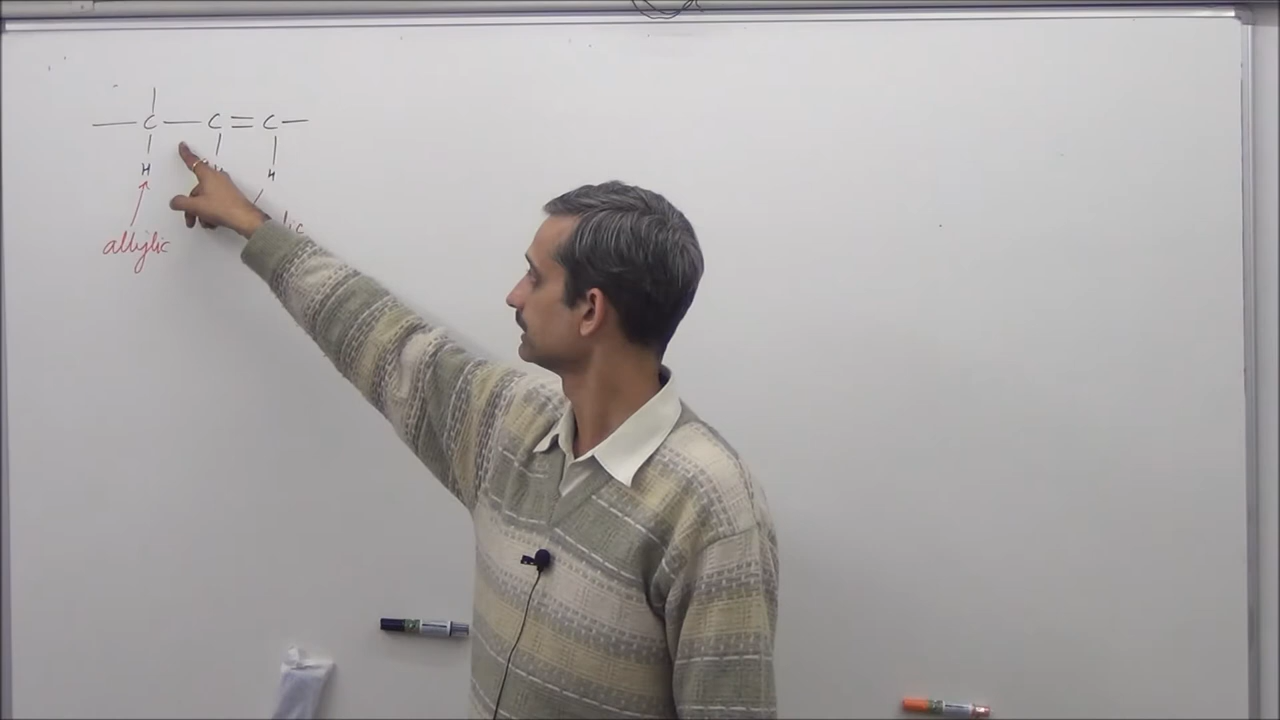 — C — C = C —
H H H
allylic
lic